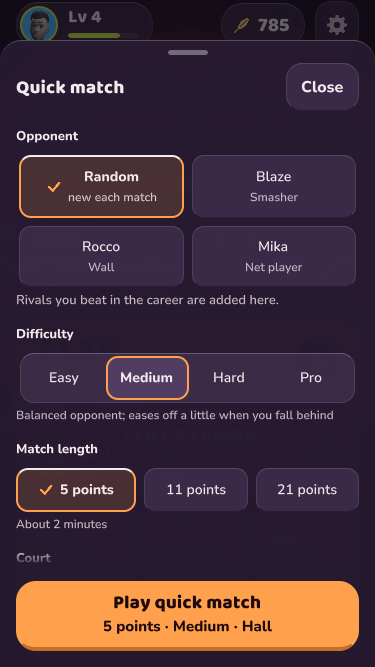 Lv 4
785
Quick match
Close
Opponent
Random
new each match
Blaze
Smasher
Rocco
Wall
Mika
Net player
Rivals you beat in the career are added here.
Difficulty
Easy
Medium
Hard
Pro
Balanced opponent; eases off a little when you fall behind
Match length
5 points
11 points
21 points
About 2 minutes
Court
Play quick match
5 points · Medium · Hall